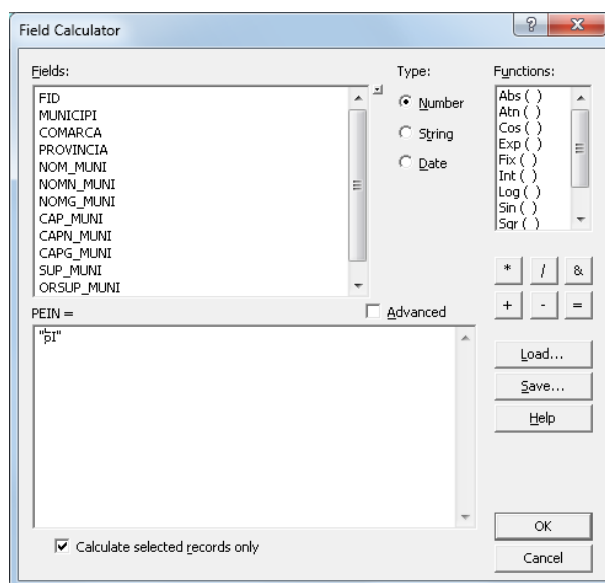 Field Calculator
Fields:
FID
MUNICIPI
COMARCA
PROVINCIA
NOM_MUNI
NOMN_MUNI
NOMG_MUNI
CAP_MUNI
CAPN_MUNI
CAPG_MUNI
SUP_MUNI
ORSUP_MUNI
Type:
Number
String
Date
Functions:
Abs ( )
Atn ( )
Cos ( )
Exp ( )
Fix ( )
Int ( )
Log ( )
Sin ( )
Sqr ( )
* / &
+ - =
PEIN =
Advanced
Load...
Save...
Help
Calculate selected records only
OK
Cancel